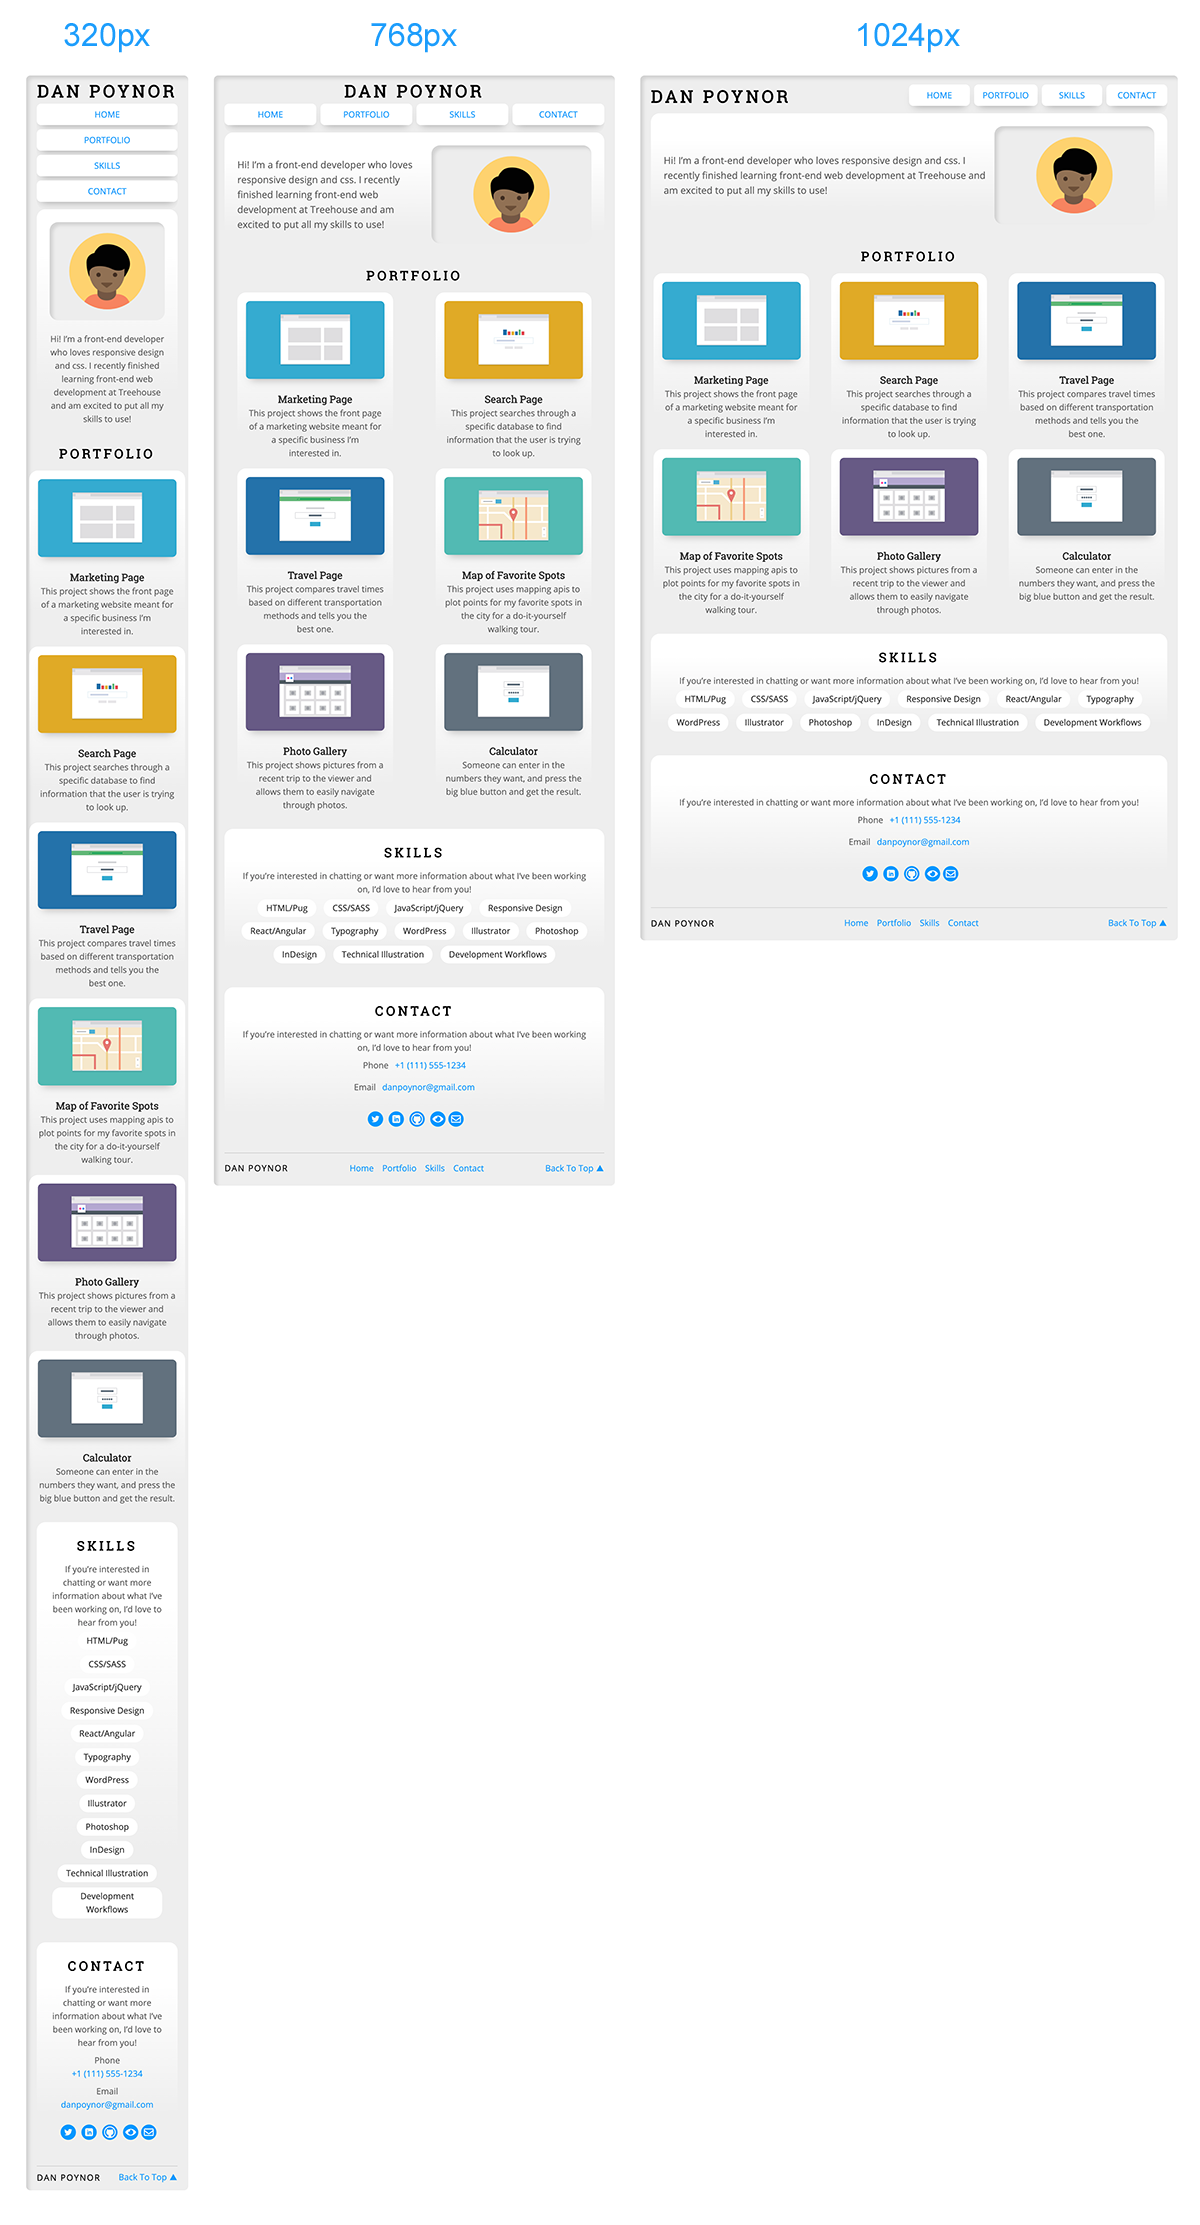 320px
DAN POYNOR
HOME
PORTFOLIO
SKILLS
CONTACT
Hi! I’m a front-end developer
who loves responsive design
and css. I recently finished
learning front-end web
development at Treehouse
and am excited to put all my
skills to use!
PORTFOLIO
Marketing Page
This project shows the front page
of a marketing website meant for
a specific business I’m
interested in.
Search Page
This project searches through a
specific database to find
information that the user is trying
to look up.
Travel Page
This project compares travel times
based on different transportation
methods and tells you the
best one.
Map of Favorite Spots
This project uses mapping apis to
plot points for my favorite spots in
the city for a do-it-yourself
walking tour.
Photo Gallery
This project shows pictures from a
recent trip to the viewer and
allows them to easily navigate
through photos.
Calculator
Someone can enter in the
numbers they want, and press the
big blue button and get the result.
SKILLS
If you’re interested in
chatting or want more
information about what I’ve
been working on, I’d love to
hear from you!
HTML/Pug
CSS/SASS
JavaScript/jQuery
Responsive Design
React/Angular
Typography
WordPress
Illustrator
Photoshop
InDesign
Technical Illustration
Development
Workflows
CONTACT
If you’re interested in
chatting or want more
information about what I’ve
been working on, I’d love to
hear from you!
Phone
+1 (111) 555-1234
Email
danpoynor@gmail.com
DAN POYNOR Back To Top ▲
768px
DAN POYNOR
HOME PORTFOLIO SKILLS CONTACT
Hi! I’m a front-end developer who loves
responsive design and css. I recently
finished learning front-end web
development at Treehouse and am
excited to put all my skills to use!
PORTFOLIO
Marketing Page
This project shows the front page
of a marketing website meant for
a specific business I’m
interested in.
Search Page
This project searches through a
specific database to find
information that the user is trying
to look up.
Travel Page
This project compares travel times
based on different transportation
methods and tells you the
best one.
Map of Favorite Spots
This project uses mapping apis to
plot points for my favorite spots in
the city for a do-it-yourself
walking tour.
Photo Gallery
This project shows pictures from a
recent trip to the viewer and
allows them to easily navigate
through photos.
Calculator
Someone can enter in the
numbers they want, and press the
big blue button and get the result.
SKILLS
If you’re interested in chatting or want more information about what I’ve been working
on, I’d love to hear from you!
HTML/Pug CSS/SASS JavaScript/jQuery Responsive Design
React/Angular Typography WordPress Illustrator Photoshop
InDesign Technical Illustration Development Workflows
CONTACT
If you’re interested in chatting or want more information about what I’ve been working
on, I’d love to hear from you!
Phone +1 (111) 555-1234
Email danpoynor@gmail.com
DAN POYNOR Home Portfolio Skills Contact Back To Top ▲
1024px
DAN POYNOR HOME PORTFOLIO SKILLS CONTACT
Hi! I’m a front-end developer who loves responsive design and css. I
recently finished learning front-end web development at Treehouse and
am excited to put all my skills to use!
PORTFOLIO
Marketing Page
This project shows the front page
of a marketing website meant for
a specific business I’m
interested in.
Search Page
This project searches through a
specific database to find
information that the user is trying
to look up.
Travel Page
This project compares travel times
based on different transportation
methods and tells you the
best one.
Map of Favorite Spots
This project uses mapping apis to
plot points for my favorite spots in
the city for a do-it-yourself
walking tour.
Photo Gallery
This project shows pictures from a
recent trip to the viewer and
allows them to easily navigate
through photos.
Calculator
Someone can enter in the
numbers they want, and press the
big blue button and get the result.
SKILLS
If you’re interested in chatting or want more information about what I’ve been working on, I’d love to hear from you!
HTML/Pug CSS/SASS JavaScript/jQuery Responsive Design React/Angular Typography
WordPress Illustrator Photoshop InDesign Technical Illustration Development Workflows
CONTACT
If you’re interested in chatting or want more information about what I’ve been working on, I’d love to hear from you!
Phone +1 (111) 555-1234
Email danpoynor@gmail.com
DAN POYNOR Home Portfolio Skills Contact Back To Top ▲